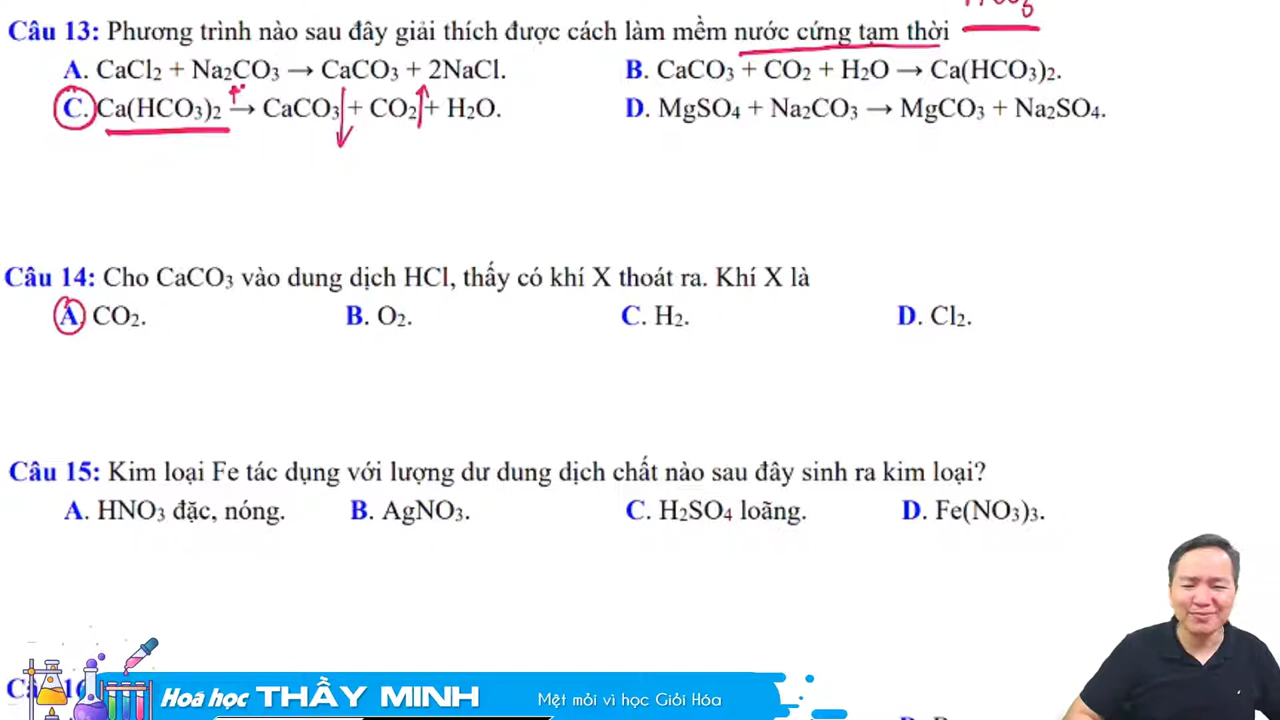 HCO₃
Câu 13: Phương trình nào sau đây giải thích được cách làm mềm nước cứng tạm thời
A. CaCl₂ + Na₂CO₃ → CaCO₃ + 2NaCl. B. CaCO₃ + CO₂ + H₂O → Ca(HCO₃)₂.
C. Ca(HCO₃)₂ → CaCO₃ + CO₂ + H₂O. D. MgSO₄ + Na₂CO₃ → MgCO₃ + Na₂SO₄.
Câu 14: Cho CaCO₃ vào dung dịch HCl, thấy có khí X thoát ra. Khí X là
A. CO₂. B. O₂. C. H₂. D. Cl₂.
Câu 15: Kim loại Fe tác dụng với lượng dư dung dịch chất nào sau đây sinh ra kim loại?
A. HNO₃ đặc, nóng. B. AgNO₃. C. H₂SO₄ loãng. D. Fe(NO₃)₃.
Hoá học THẦY MINH Mệt mỏi vì học Giỏi Hóa